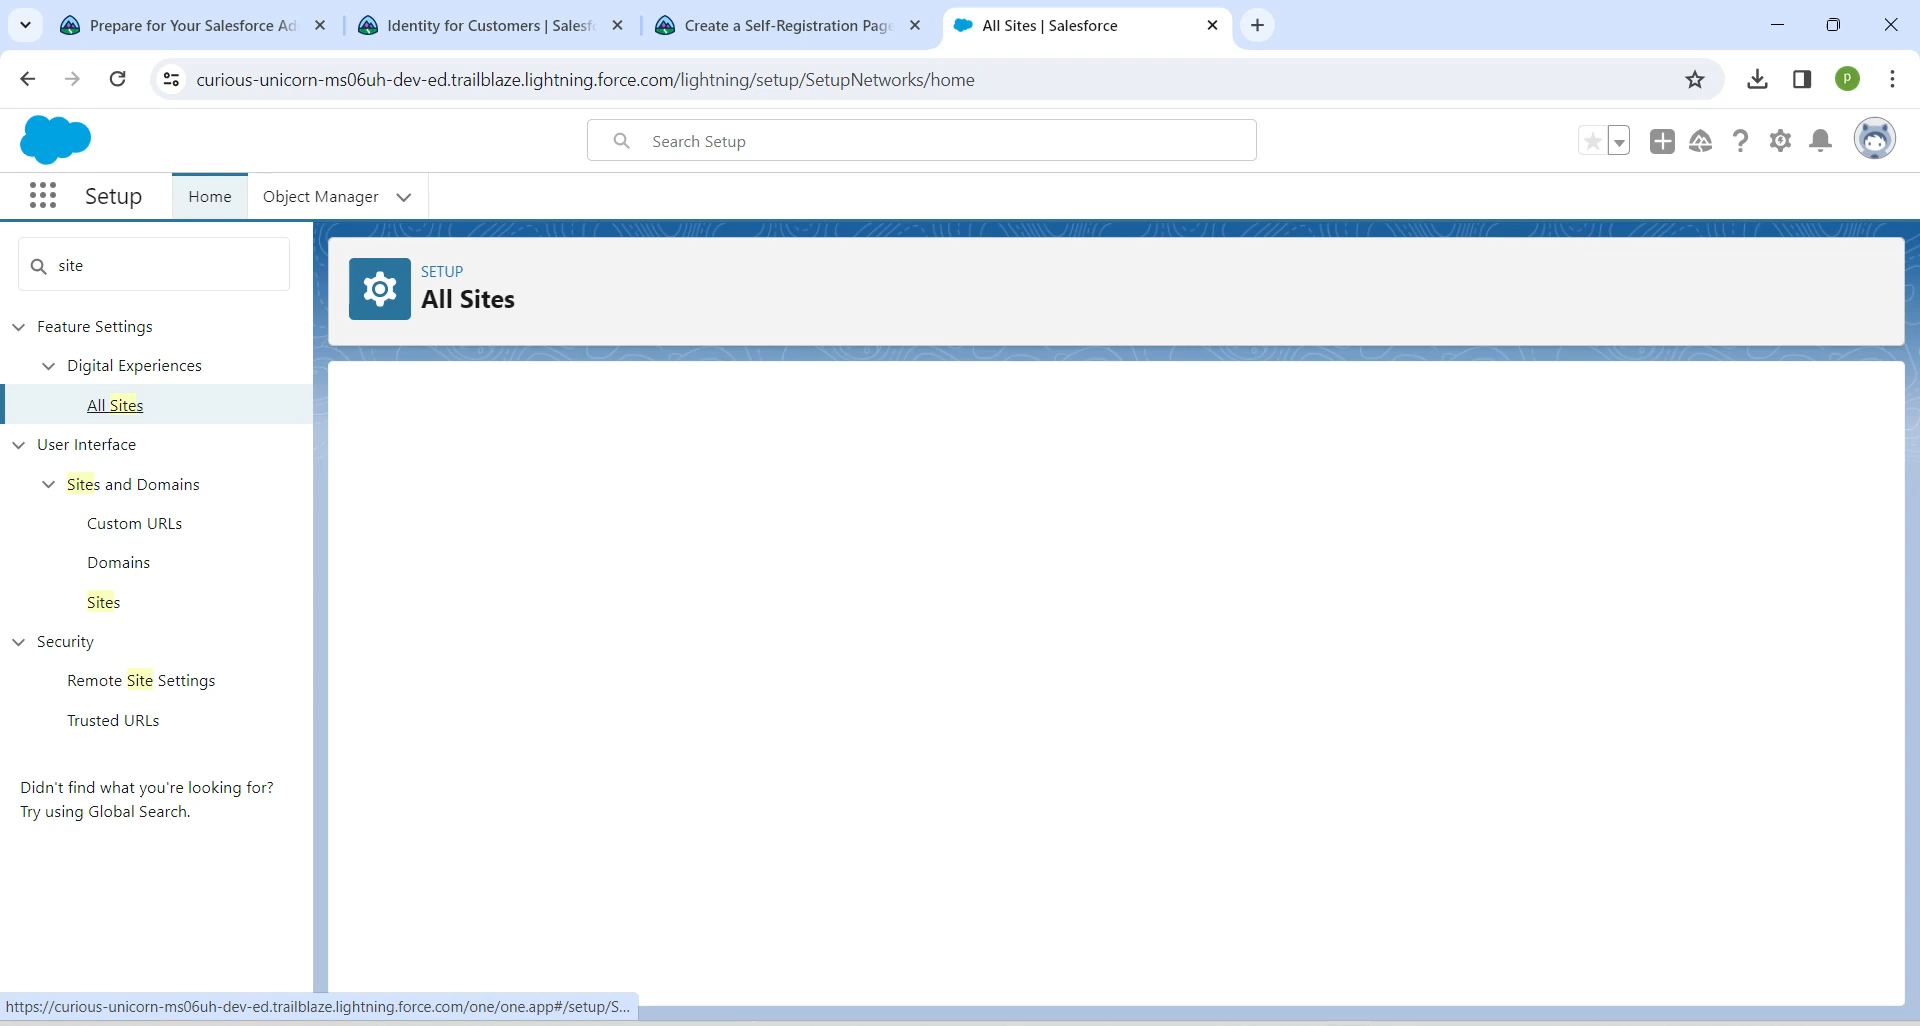 Prepare for Your Salesforce Ad
Identity for Customers | Salesf
Create a Self-Registration Page
All Sites | Salesforce
curious-unicorn-ms06uh-dev-ed.trailblaze.lightning.force.com/lightning/setup/SetupNetworks/home
P
Search Setup
Setup
Home
Object Manager
site
SETUP
All Sites
Feature Settings
Digital Experiences
All Sites
User Interface
Sites and Domains
Custom URLs
Domains
Sites
Security
Remote Site Settings
Trusted URLs
Didn't find what you're looking for?
Try using Global Search.
https://curious-unicorn-ms06uh-dev-ed.trailblaze.lightning.force.com/one/one.app#/setup/S...